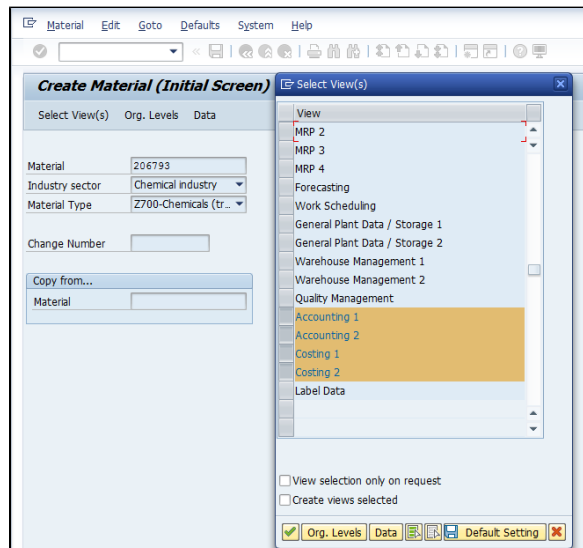 Material Edit Goto Defaults System Help
Create Material (Initial Screen)
Select View(s) Org. Levels Data
Material 206793
Industry sector Chemical industry
Material Type Z700-Chemicals (tr..
Change Number
Copy from...
Material
Select View(s)
View
MRP 2
MRP 3
MRP 4
Forecasting
Work Scheduling
General Plant Data / Storage 1
General Plant Data / Storage 2
Warehouse Management 1
Warehouse Management 2
Quality Management
Accounting 1
Accounting 2
Costing 1
Costing 2
Label Data
View selection only on request
Create views selected
Org. Levels Data Default Setting